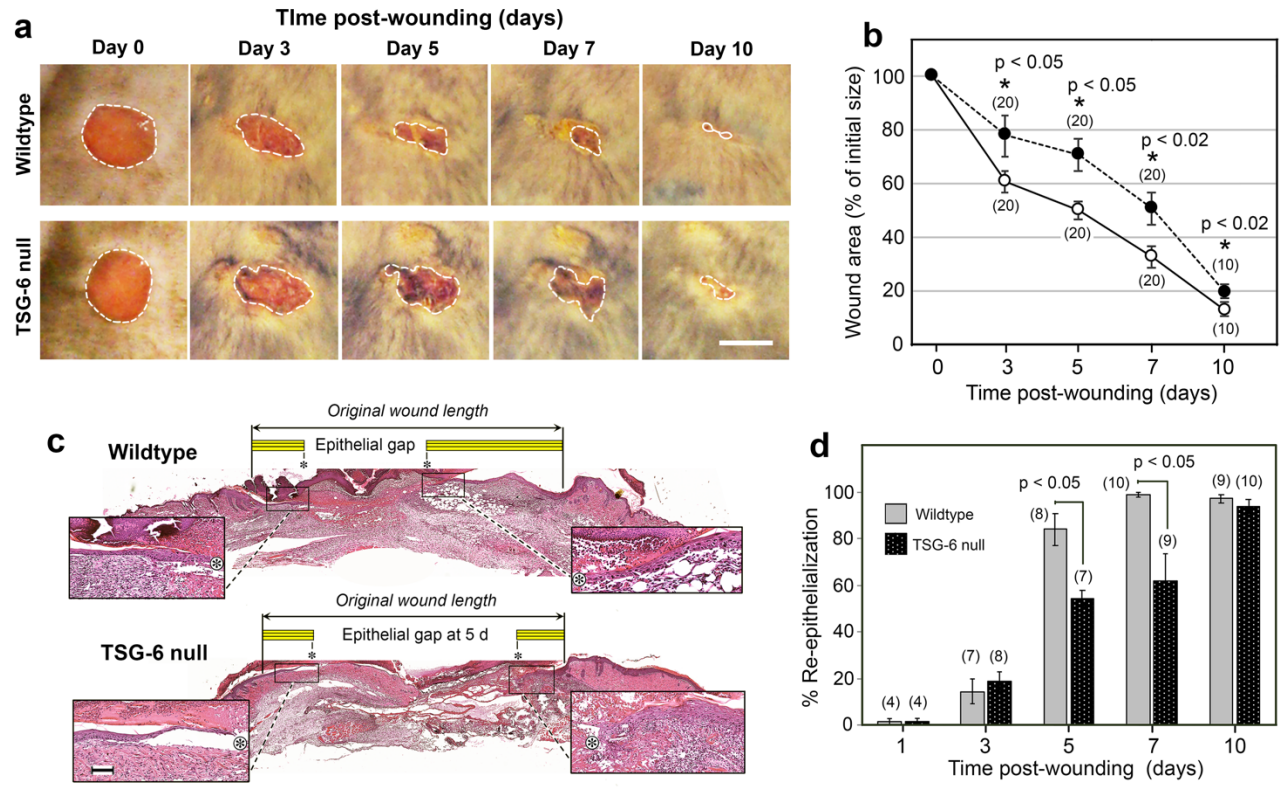 a
TIme post-wounding (days)
Day 0 Day 3 Day 5 Day 7 Day 10
Wildtype
TSG-6 null
b
Wound area (% of initial size)
100
80
60
40
20
0
p < 0.05
*
(20)
(20)
p < 0.05
*
(20)
(20)
p < 0.02
*
(20)
(20)
p < 0.02
*
(10)
(10)
0 3 5 7 10
Time post-wounding (days)
c
Wildtype
Original wound length
Epithelial gap
* *
* *
TSG-6 null
Original wound length
Epithelial gap at 5 d
* *
* *
d
% Re-epithelialization
100
80
60
40
20
0
Wildtype
TSG-6 null
(4) (4)
(7) (8)
p < 0.05
(8) (7)
p < 0.05
(10) (9)
(9) (10)
1 3 5 7 10
Time post-wounding (days)